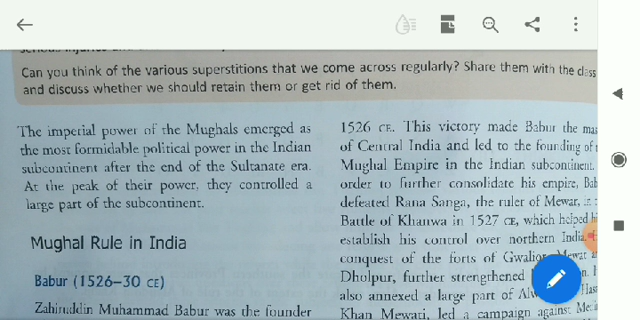 Can you think of the various superstitions that we come across regularly? Share them with the class
and discuss whether we should retain them or get rid of them.
The imperial power of the Mughals emerged as
the most formidable political power in the Indian
subcontinent after the end of the Sultanate era.
At the peak of their power, they controlled a
large part of the subcontinent.
Mughal Rule in India
Babur (1526–30 CE)
Zahiruddin Muhammad Babur was the founder
1526 CE. This victory made Babur the
of Central India and led to the founding of
Mughal Empire in the Indian subcontinent.
order to further consolidate his empire,
defeated Rana Sanga, the ruler of Mewar,
Battle of Khanwa in 1527 CE, which helped
establish his control over northern India.
conquest of the forts of Gwalior, Mewat
Dholpur, further strengthened
also annexed a large part of
Khan Mewati, led a campaign against